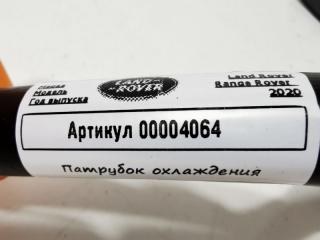 Марка Land Rover
Модель Range Rover
Год выпуска 2020
LAND
ROVER
Артикул 00004064
Патрубок охлаждения